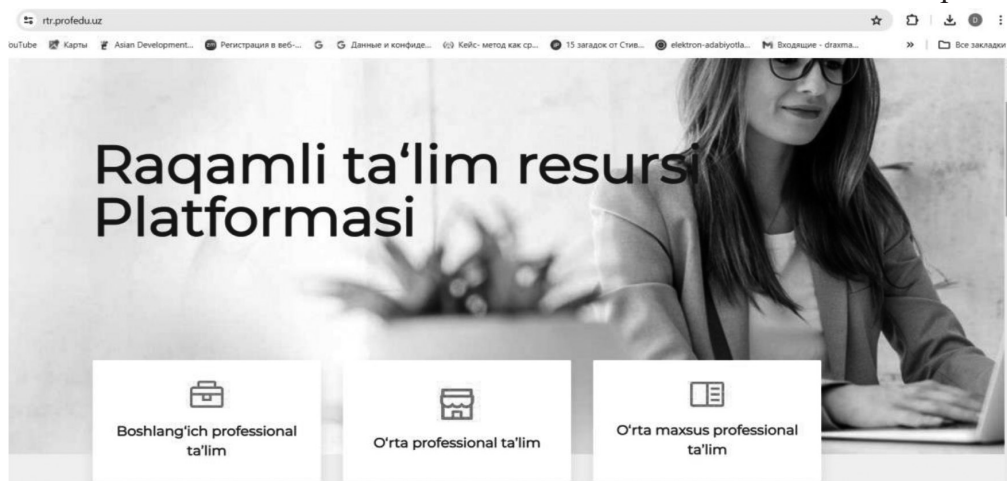 rtr.profedu.uz
D
ouTube Карты Asian Development... Регистрация в веб-... Данные и конфиде... Кейс- метод как ср... 15 загадок от Стив... elektron-adabiyotla... Входящие - draxma... » Все закладки
Raqamli ta‘lim resursi
Platformasi
Boshlang‘ich professional
ta’lim
O‘rta professional ta’lim
O‘rta maxsus professional
ta’lim